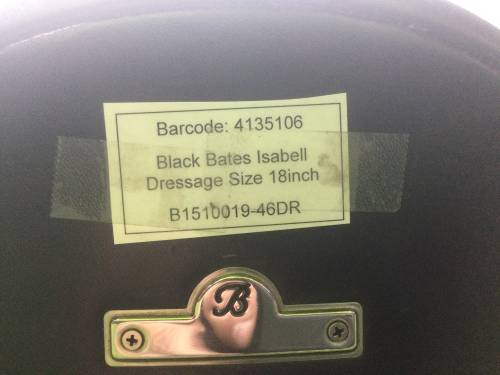 Barcode: 4135106
Black Bates Isabell
Dressage Size 18inch
B1510019-46DR
B